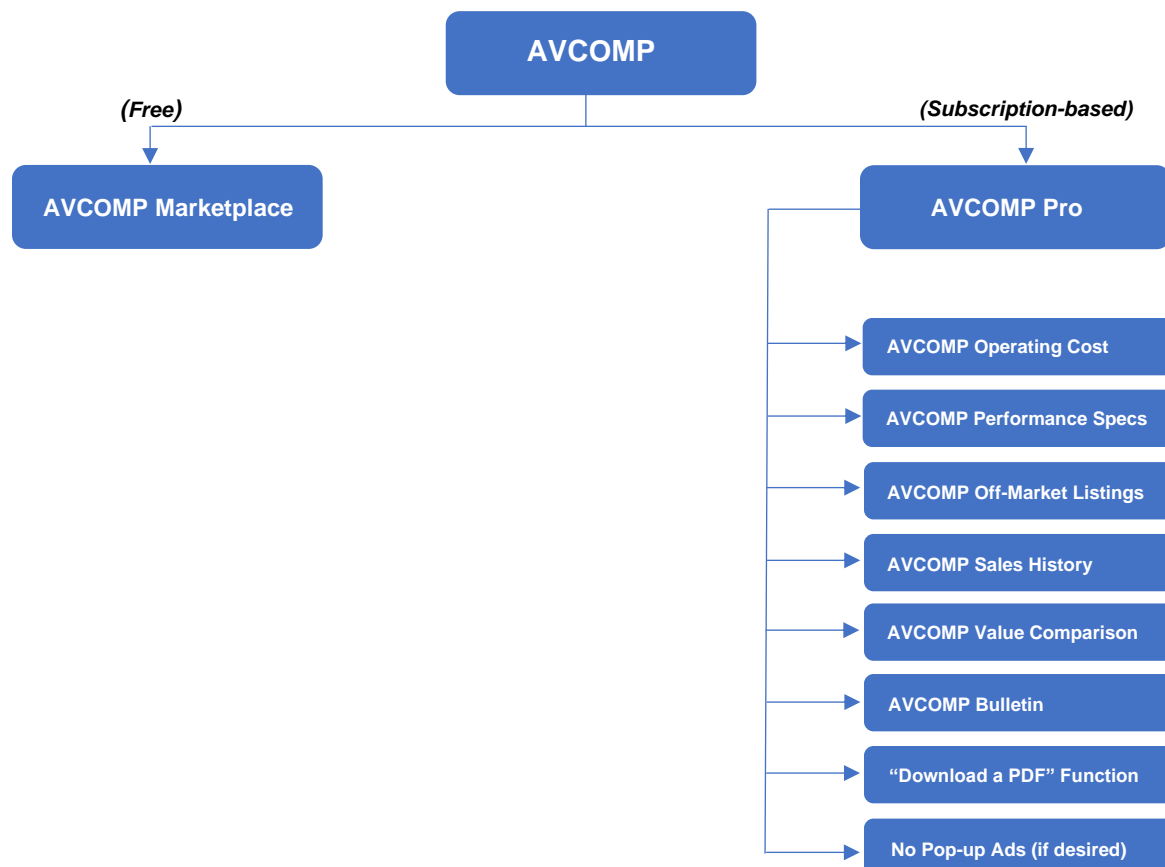 AVCOMP
(Free)
(Subscription-based)
AVCOMP Marketplace
AVCOMP Pro
AVCOMP Operating Cost
AVCOMP Performance Specs
AVCOMP Off-Market Listings
AVCOMP Sales History
AVCOMP Value Comparison
AVCOMP Bulletin
“Download a PDF” Function
No Pop-up Ads (if desired)